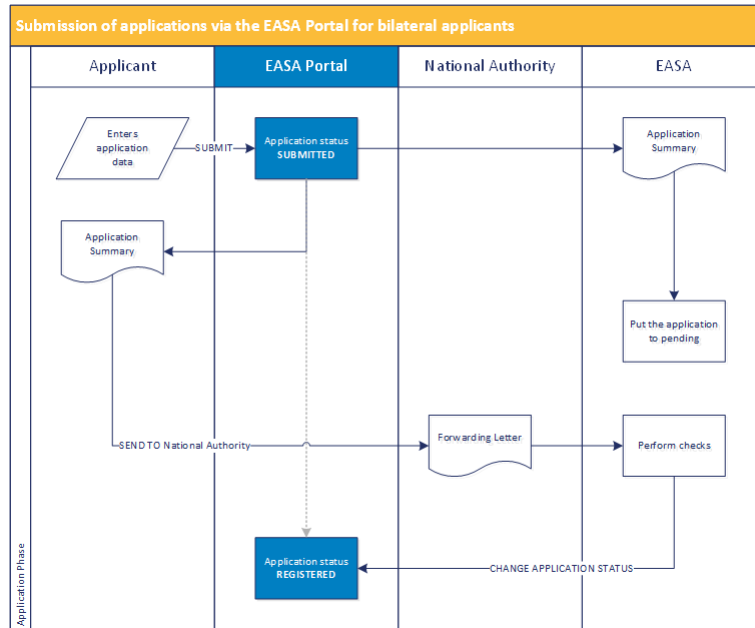 Submission of applications via the EASA Portal for bilateral applicants
Applicant
EASA Portal
National Authority
EASA
Enters
application
data
SUBMIT
Application status
SUBMITTED
Application
Summary
Application
Summary
Put the application
to pending
SEND TO National Authority
Forwarding Letter
Perform checks
Application status
REGISTERED
CHANGE APPLICATION STATUS
Application Phase